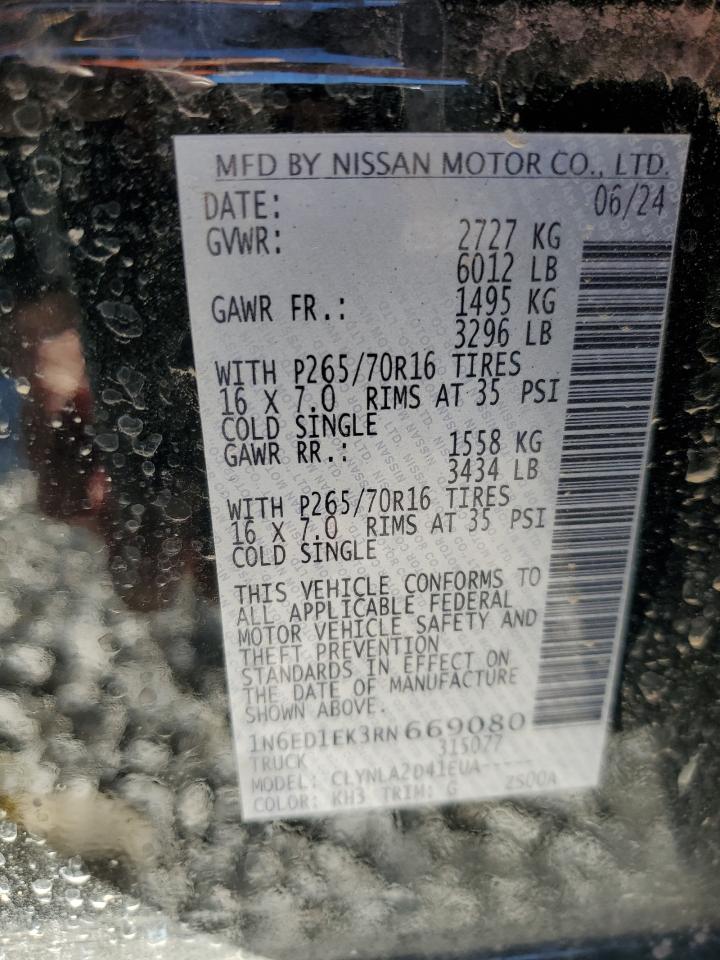 MFD BY NISSAN MOTOR CO., LTD.
DATE: 06/24
GVWR: 2727 KG
6012 LB
GAWR FR.: 1495 KG
3296 LB
WITH P265/70R16 TIRES
16 X 7.0 RIMS AT 35 PSI
COLD SINGLE
GAWR RR.: 1558 KG
3434 LB
WITH P265/70R16 TIRES
16 X 7.0 RIMS AT 35 PSI
COLD SINGLE
THIS VEHICLE CONFORMS TO
ALL APPLICABLE FEDERAL
MOTOR VEHICLE SAFETY AND
THEFT PREVENTION
STANDARDS IN EFFECT ON
THE DATE OF MANUFACTURE
SHOWN ABOVE.
1N6ED1EK3RN669080
TRUCK 315077
MODEL: CLYNLA2D41EUA-----
COLOR: KH3 TRIM: G ZS00A